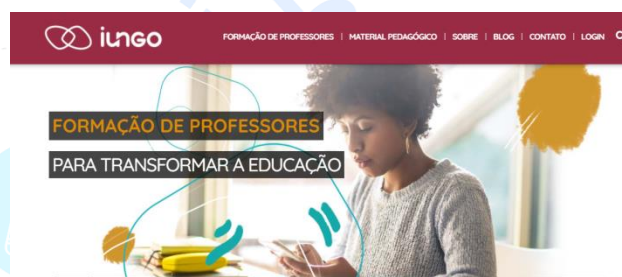 iungo
FORMAÇÃO DE PROFESSORES | MATERIAL PEDAGÓGICO | SOBRE | BLOG | CONTATO | LOGIN
FORMAÇÃO DE PROFESSORES
PARA TRANSFORMAR A EDUCAÇÃO